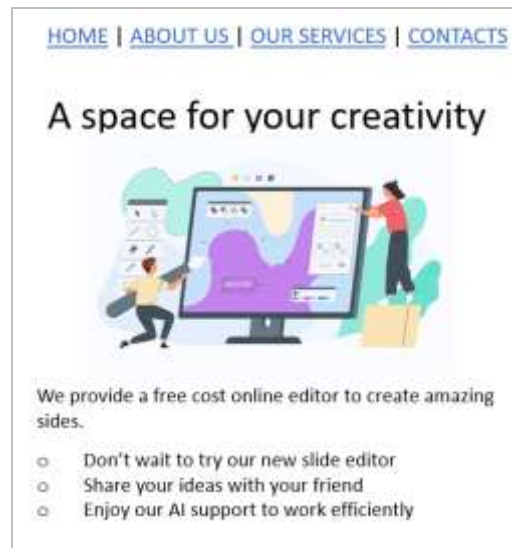 HOME | ABOUT US | OUR SERVICES | CONTACTS
A space for your creativity
We provide a free cost online editor to create amazing
sides.
o Don't wait to try our new slide editor
o Share your ideas with your friend
o Enjoy our AI support to work efficiently